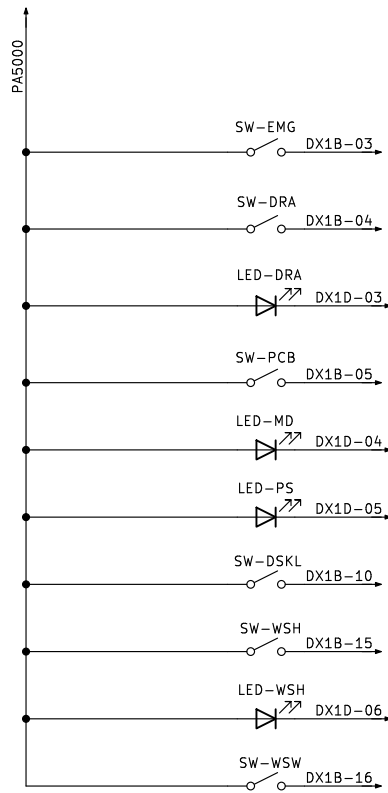 PA5000
SW-EMG
DX1B-03
SW-DRA
DX1B-04
LED-DRA
DX1D-03
SW-PCB
DX1B-05
LED-MD
DX1D-04
LED-PS
DX1D-05
SW-DSKL
DX1B-10
SW-WSH
DX1B-15
LED-WSH
DX1D-06
SW-WSW
DX1B-16